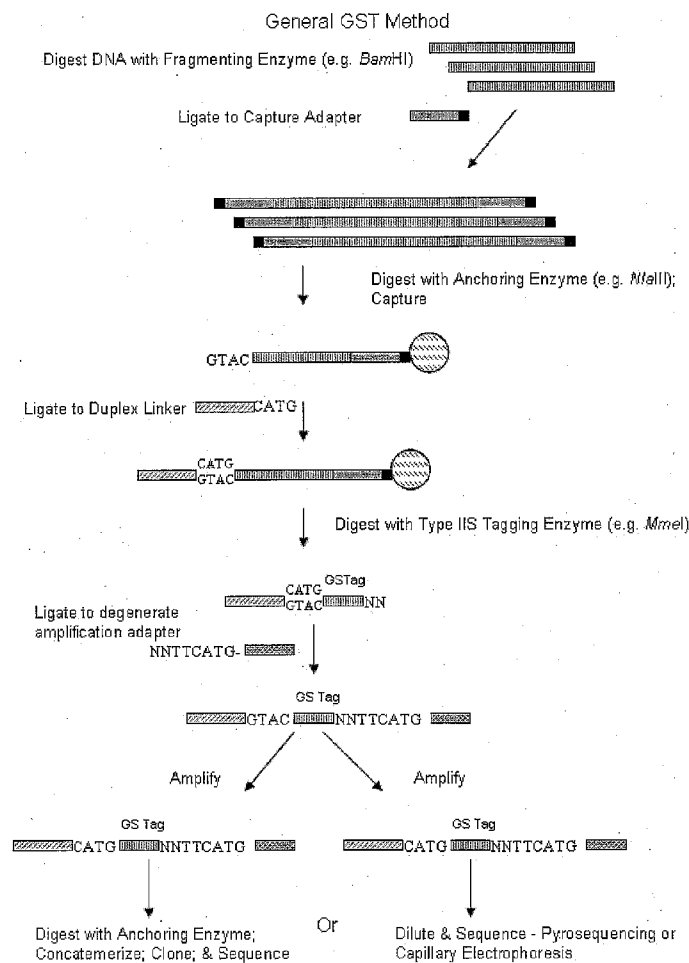 General GST Method
Digest DNA with Fragmenting Enzyme (e.g. BamHI)
Ligate to Capture Adapter
Digest with Anchoring Enzyme (e.g. NlaIII);
Capture
GTAC
Ligate to Duplex Linker
CATG
CATG
GTAC
Digest with Type IIS Tagging Enzyme (e.g. MmeI)
GSTag
CATG
GTAC
NN
Ligate to degenerate
amplification adapter
NNTTCATG-
GS Tag
GTAC
NNTTCATG
Amplify
Amplify
GS Tag
CATG
NNTTCATG
GS Tag
CATG
NNTTCATG
Digest with Anchoring Enzyme;
Concatemerize; Clone; & Sequence
Or
Dilute & Sequence - Pyrosequencing or
Capillary Electrophoresis